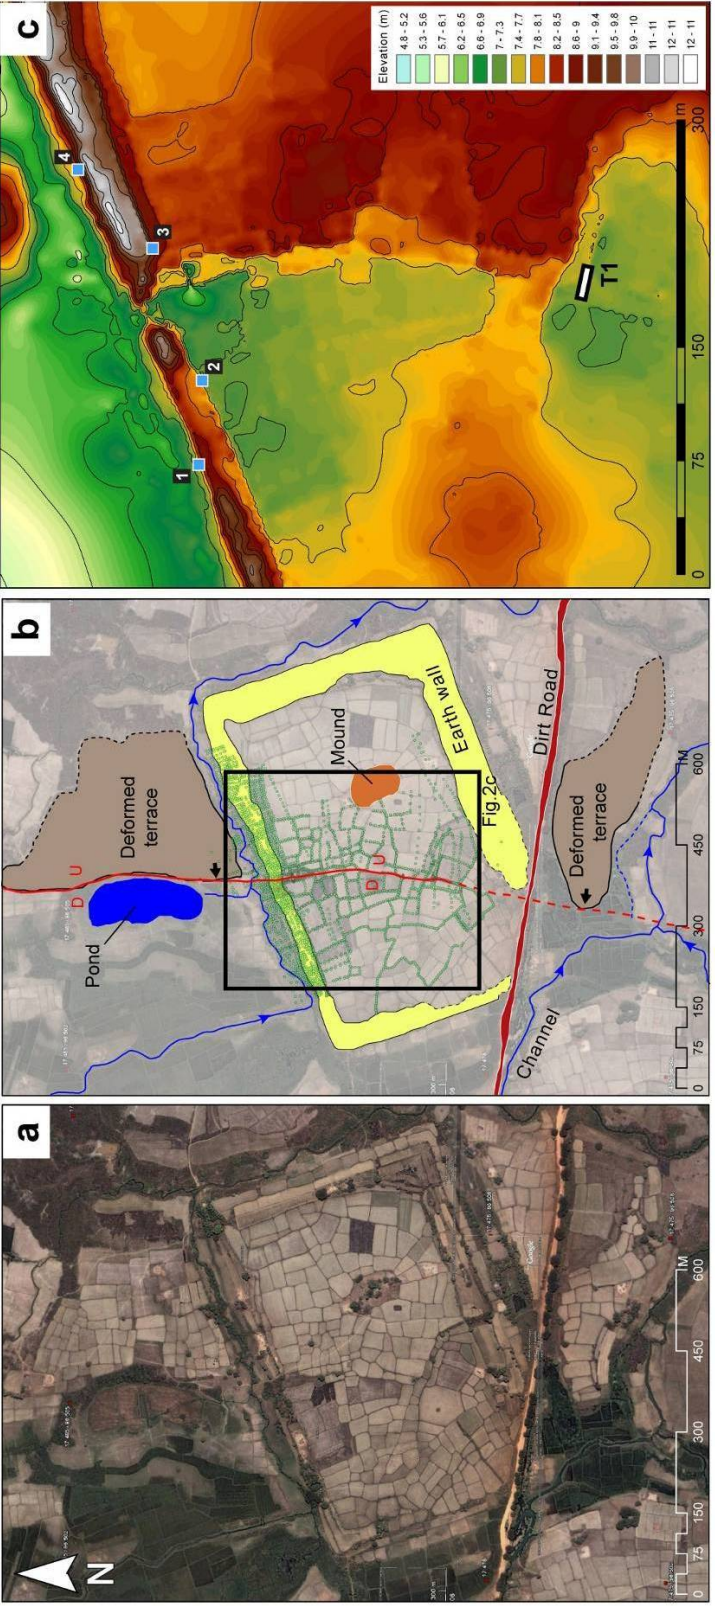 a
N
Google
0 75 150 300 450 600
M
b
Pond
D
U
Deformed
terrace
Mound
D
U
Earth wall
Fig.2c
Dirt Road
Channel
Deformed
terrace
Google
0 75 150 300 450 600
M
c
1
2
3
4
T1
Elevation (m)
4.8 - 5.2
5.3 - 5.6
5.7 - 6.1
6.2 - 6.5
6.6 - 6.9
7 - 7.3
7.4 - 7.7
7.8 - 8.1
8.2 - 8.5
8.6 - 9
9.1 - 9.4
9.5 - 9.8
9.9 - 10
11 - 11
12 - 11
12 - 11
0 75 150 300
m